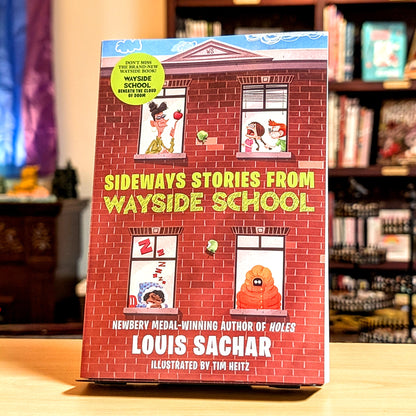 DON'T MISS
THE BRAND-NEW
WAYSIDE BOOK!
WAYSIDE
SCHOOL
BENEATH THE CLOUD
OF DOOM
SIDEWAYS STORIES FROM
WAYSIDE SCHOOL
NEWBERY MEDAL-WINNING AUTHOR OF HOLES
LOUIS SACHAR
ILLUSTRATED BY TIM HEITZ